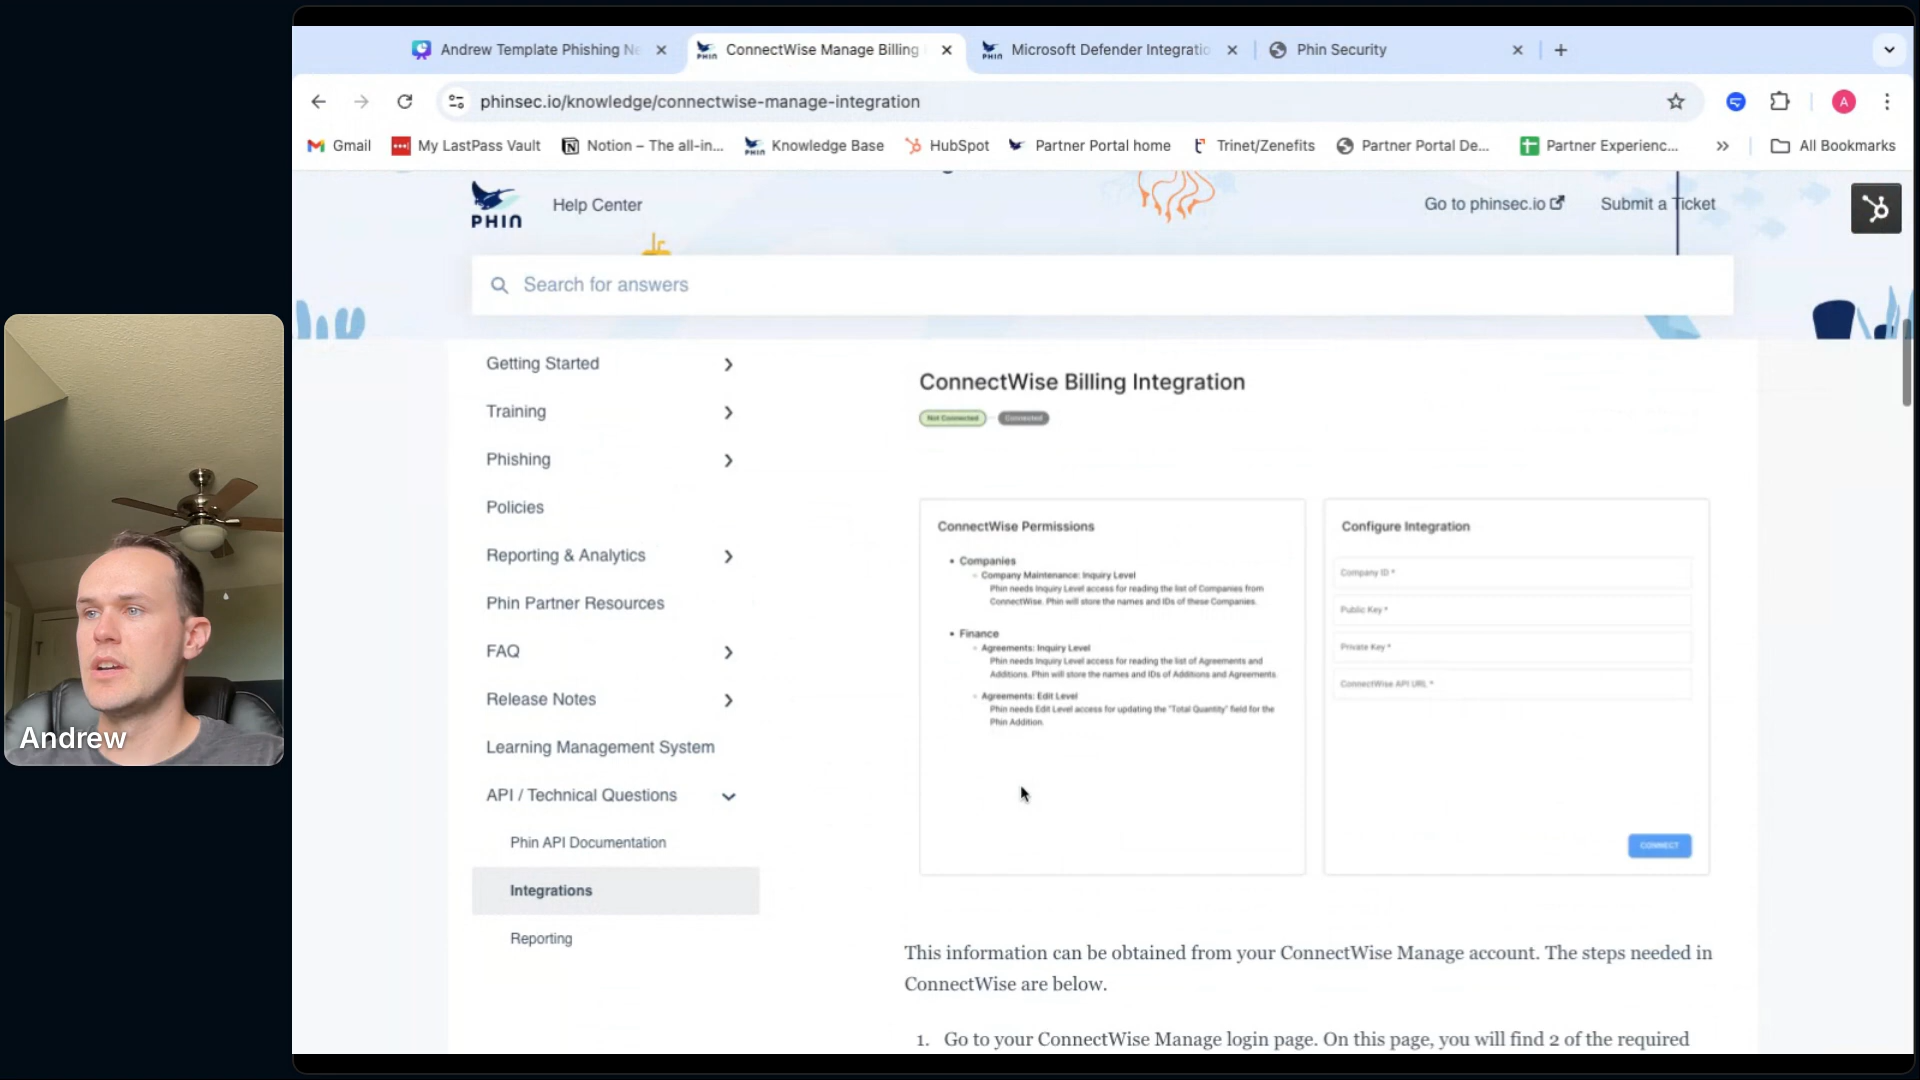 Andrew Template Phishing Ne
ConnectWise Manage Billing
Microsoft Defender Integratio
Phin Security
phinsec.io/knowledge/connectwise-manage-integration
A
Gmail
My LastPass Vault
Notion – The all-in...
Knowledge Base
HubSpot
Partner Portal home
Trinet/Zenefits
Partner Portal De...
Partner Experienc...
All Bookmarks
PHIN
Help Center
Go to phinsec.io
Submit a Ticket
Search for answers
Getting Started
Training
Phishing
Policies
Reporting & Analytics
Phin Partner Resources
FAQ
Release Notes
Learning Management System
API / Technical Questions
Phin API Documentation
Integrations
Reporting
ConnectWise Billing Integration
Not Connected
Connected
ConnectWise Permissions
• Companies
Company Maintenance: Inquiry Level
Phin needs Inquiry Level access for reading the list of Companies from
ConnectWise. Phin will store the names and IDs of these Companies.
• Finance
Agreements: Inquiry Level
Phin needs Inquiry Level access for reading the list of Agreements and
Additions. Phin will store the names and IDs of Additions and Agreements.
Agreements: Edit Level
Phin needs Edit Level access for updating the "Total Quantity" field for the
Phin Addition.
Configure Integration
Company ID *
Public Key *
Private Key *
ConnectWise API URL *
CONNECT
This information can be obtained from your ConnectWise Manage account. The steps needed in
ConnectWise are below.
1. Go to your ConnectWise Manage login page. On this page, you will find 2 of the required
Andrew